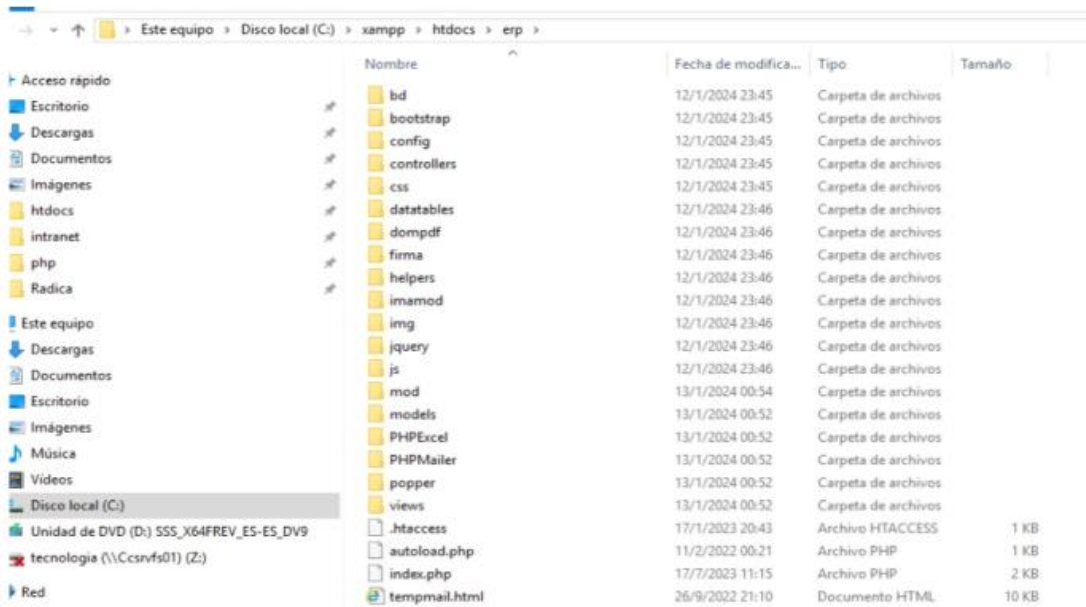 Este equipo > Disco local (C:) > xampp > htdocs > erp >
Nombre Fecha de modifica... Tipo Tamaño
Acceso rápido
Escritorio
Descargas
Documentos
Imágenes
htdocs
intranet
php
Radica
Este equipo
Descargas
Documentos
Escritorio
Imágenes
Música
Vídeos
Disco local (C:)
Unidad de DVD (D:) SSS_X64FREV_ES-ES_DV9
tecnologia (\\Ccsrvfs01) (Z:)
Red
bd 12/1/2024 23:45 Carpeta de archivos
bootstrap 12/1/2024 23:45 Carpeta de archivos
config 12/1/2024 23:45 Carpeta de archivos
controllers 12/1/2024 23:45 Carpeta de archivos
css 12/1/2024 23:45 Carpeta de archivos
datatables 12/1/2024 23:46 Carpeta de archivos
dompdf 12/1/2024 23:46 Carpeta de archivos
firma 12/1/2024 23:46 Carpeta de archivos
helpers 12/1/2024 23:46 Carpeta de archivos
imamod 12/1/2024 23:46 Carpeta de archivos
img 12/1/2024 23:46 Carpeta de archivos
jquery 12/1/2024 23:46 Carpeta de archivos
js 12/1/2024 23:46 Carpeta de archivos
mod 13/1/2024 00:54 Carpeta de archivos
models 13/1/2024 00:52 Carpeta de archivos
PHPExcel 13/1/2024 00:52 Carpeta de archivos
PHPMailer 13/1/2024 00:52 Carpeta de archivos
popper 13/1/2024 00:52 Carpeta de archivos
views 13/1/2024 00:52 Carpeta de archivos
.htaccess 17/1/2023 20:43 Archivo HTACCESS 1 KB
autoload.php 11/2/2022 00:21 Archivo PHP 1 KB
index.php 17/7/2023 11:15 Archivo PHP 2 KB
tempmail.html 26/9/2022 21:10 Documento HTML 10 KB